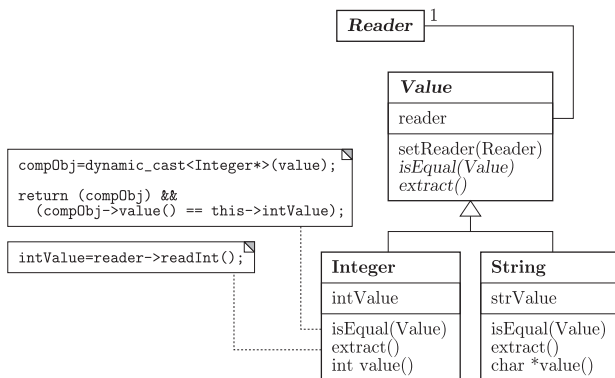 Reader
1
Value
reader
setReader(Reader)
isEqual(Value)
extract()
compObj=dynamic_cast<Integer*>(value);
return (compObj) &&
(compObj->value() == this->intValue);
intValue=reader->readInt();
Integer
intValue
isEqual(Value)
extract()
int value()
String
strValue
isEqual(Value)
extract()
char *value()